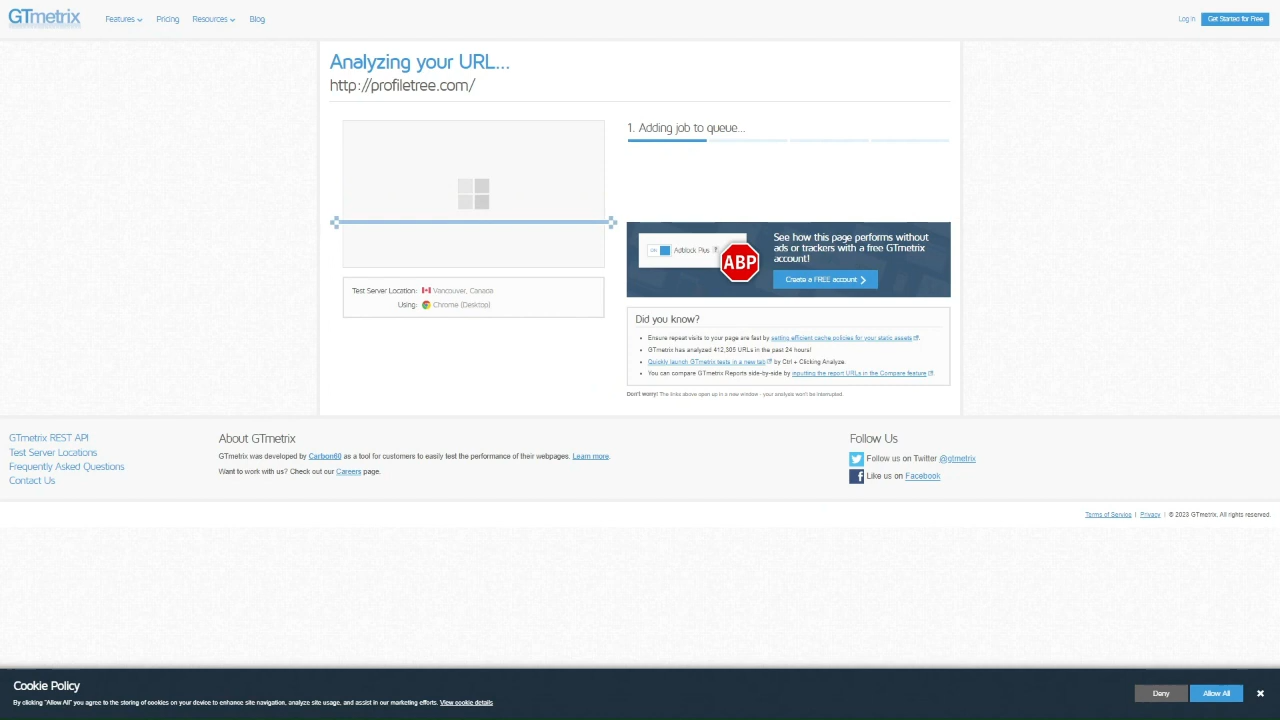 GTmetrix
Features
Pricing
Resources
Blog
Log in
Get Started for Free
Analyzing your URL...
http://profiletree.com/
1. Adding job to queue...
ON
Adblock Plus ?
ABP
See how this page performs without
ads or trackers with a free GTmetrix
account!
Create a FREE account
Test Server Location: Vancouver, Canada
Using: Chrome (Desktop)
Did you know?
Ensure repeat visits to your page are fast by setting efficient cache policies for your static assets.
GTmetrix has analyzed 412,305 URLs in the past 24 hours!
Quickly launch GTmetrix tests in a new tab by Ctrl + Clicking Analyze.
You can compare GTmetrix Reports side-by-side by inputting the report URLs in the Compare feature.
Don't worry! The links above open up in a new window - your analysis won't be interrupted.
GTmetrix REST API
Test Server Locations
Frequently Asked Questions
Contact Us
About GTmetrix
GTmetrix was developed by Carbon60 as a tool for customers to easily test the performance of their webpages. Learn more.
Want to work with us? Check out our Careers page.
Follow Us
Follow us on Twitter @gtmetrix
Like us on Facebook
Terms of Service | Privacy | © 2023 GTmetrix. All rights reserved.
Cookie Policy
By clicking "Allow All" you agree to the storing of cookies on your device to enhance site navigation, analyze site usage, and assist in our marketing efforts. View cookie details
Deny
Allow All